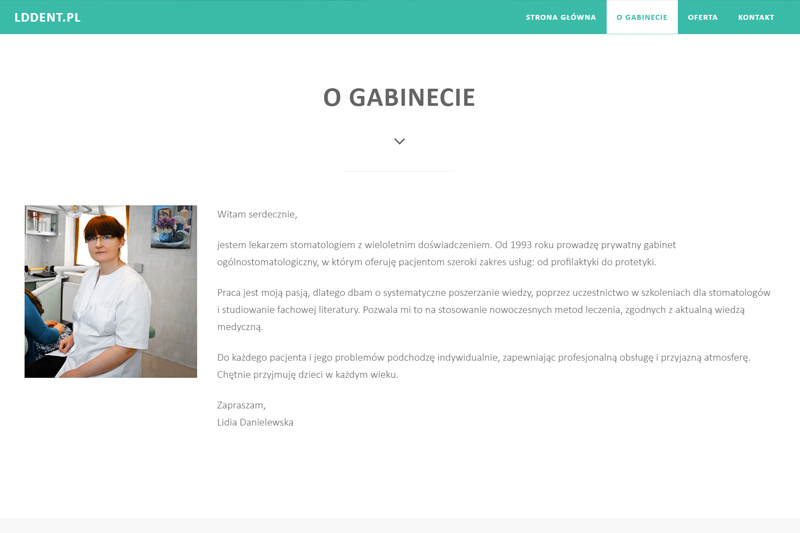 LDDENT.PL
STRONA GŁÓWNA
O GABINECIE
OFERTA
KONTAKT
O GABINECIE
Witam serdecznie,
jestem lekarzem stomatologiem z wieloletnim doświadczeniem. Od 1993 roku prowadzę prywatny gabinet
ogólnostomatologiczny, w którym oferuję pacjentom szeroki zakres usług: od profilaktyki do protetyki.
Praca jest moją pasją, dlatego dbam o systematyczne poszerzanie wiedzy, poprzez uczestnictwo w szkoleniach dla stomatologów
i studiowanie fachowej literatury. Pozwala mi to na stosowanie nowoczesnych metod leczenia, zgodnych z aktualną wiedzą
medyczną.
Do każdego pacjenta i jego problemów podchodzę indywidualnie, zapewniając profesjonalną obsługę i przyjazną atmosferę.
Chętnie przyjmuję dzieci w każdym wieku.
Zapraszam,
Lidia Danielewska